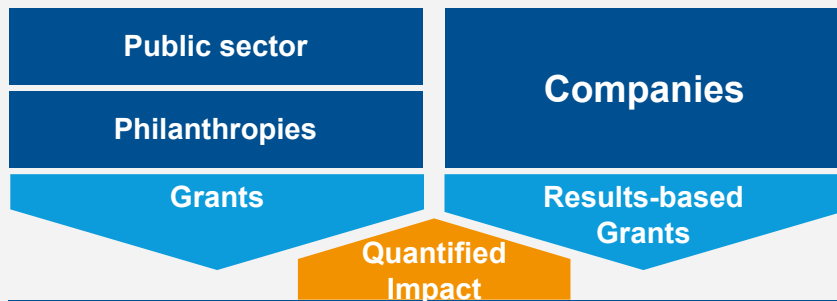 Public sector
Philanthropies
Companies
Grants
Results-based
Grants
Quantified
Impact